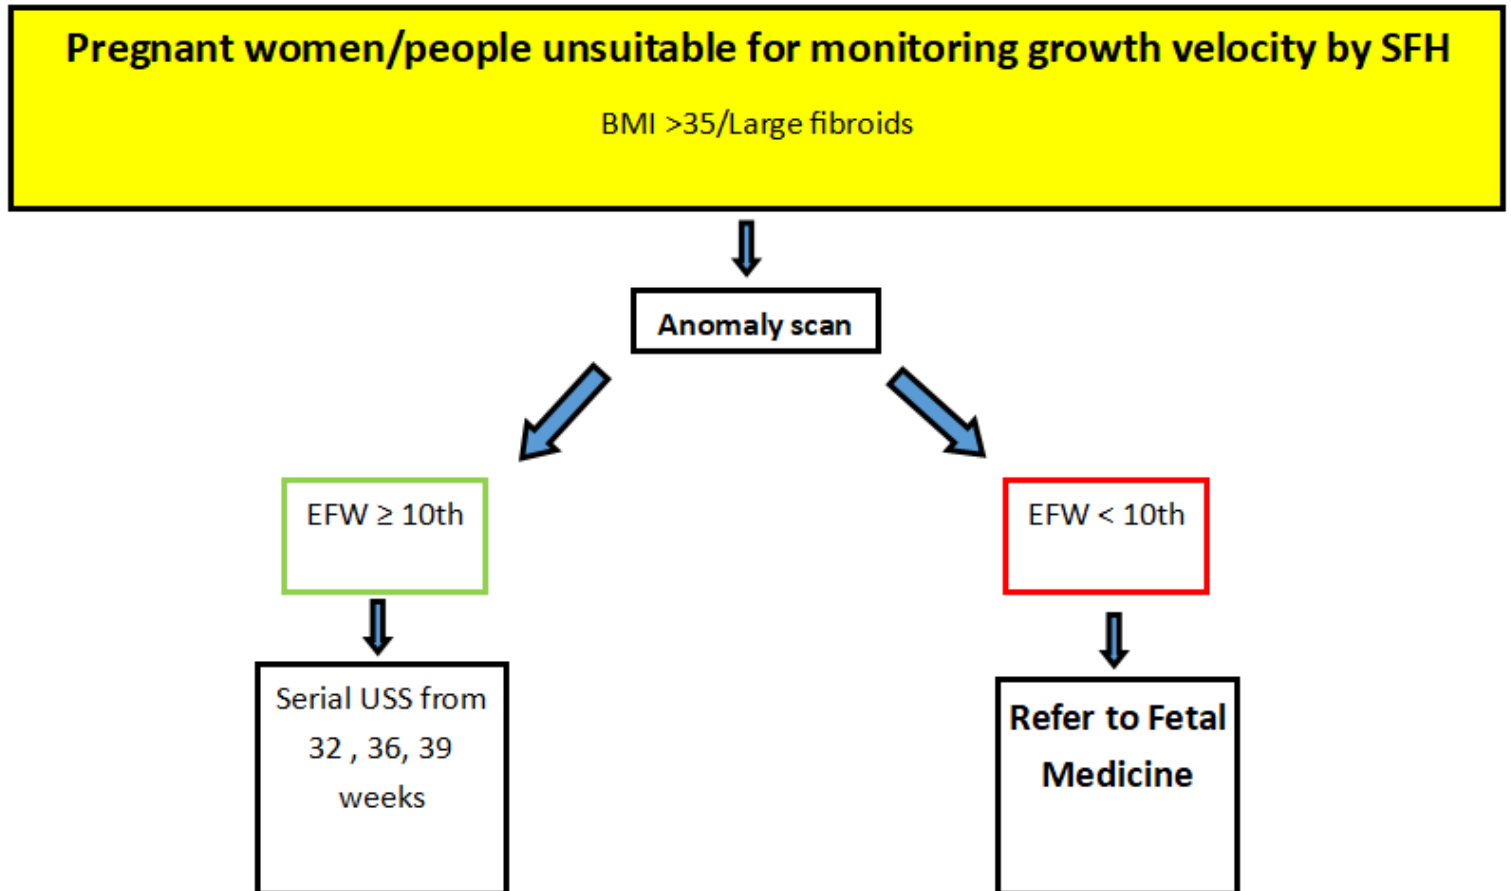 Pregnant women/people unsuitable for monitoring growth velocity by SFH
BMI >35/Large fibroids
Anomaly scan
EFW ≥ 10th
EFW < 10th
Serial USS from
32 , 36, 39
weeks
Refer to Fetal
Medicine